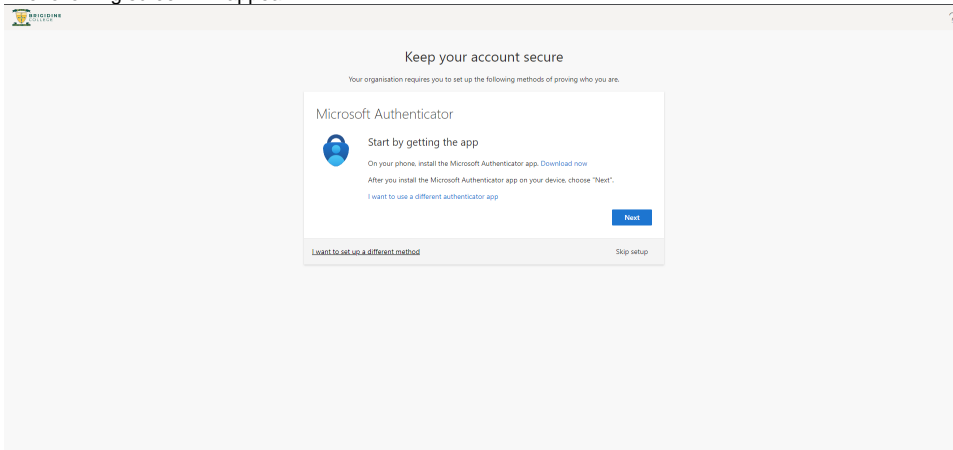 BRIGIDINE
COLLEGE
?
Keep your account secure
Your organisation requires you to set up the following methods of proving who you are.
Microsoft Authenticator
Start by getting the app
On your phone, install the Microsoft Authenticator app. Download now
After you install the Microsoft Authenticator app on your device, choose "Next".
I want to use a different authenticator app
Next
I want to set up a different method
Skip setup